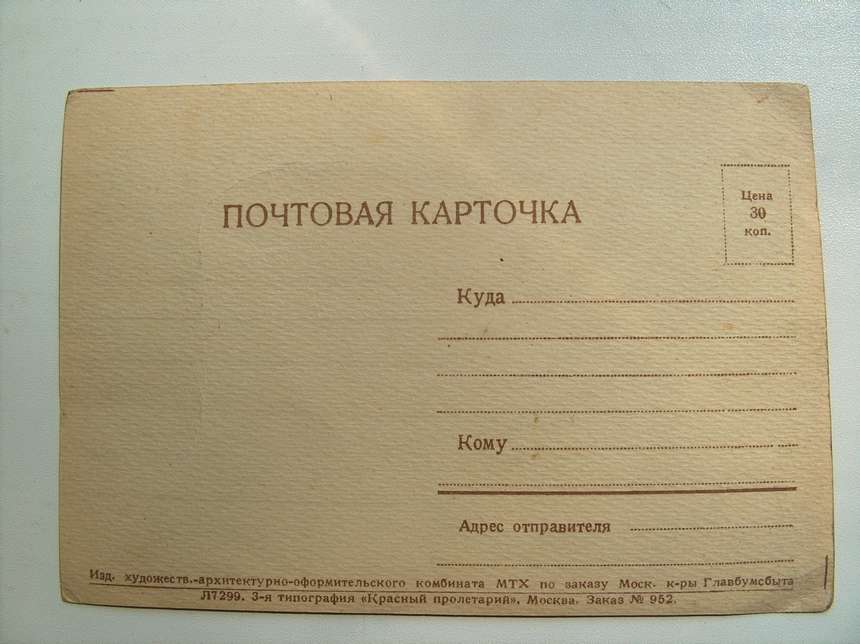 ПОЧТОВАЯ КАРТОЧКА
Цена
30
коп.
Куда
Кому
Адрес отправителя
Изд. художеств.-архитектурно-оформительского комбината МТХ по заказу Моск. к-ры Главбумсбыта
Л7299. 3-я типография «Красный пролетарий», Москва. Заказ № 952.